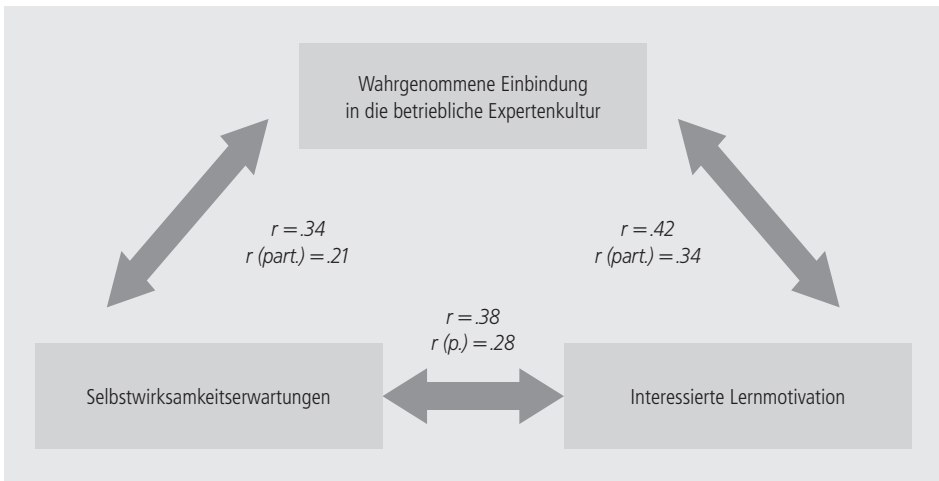 Wahrgenommene Einbindung
in die betriebliche Expertenkultur
r = .34
r (part.) = .21
r = .42
r (part.) = .34
r = .38
r (p.) = .28
Selbstwirksamkeitserwartungen
Interessierte Lernmotivation